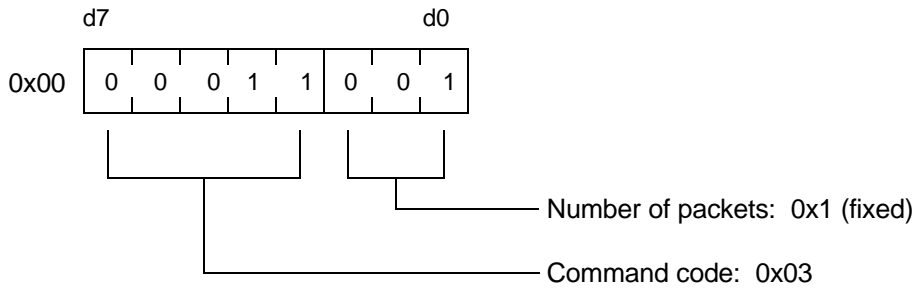 d7 d0
0x00 0 0 0 1 1 0 0 1
Number of packets: 0x1 (fixed)
Command code: 0x03